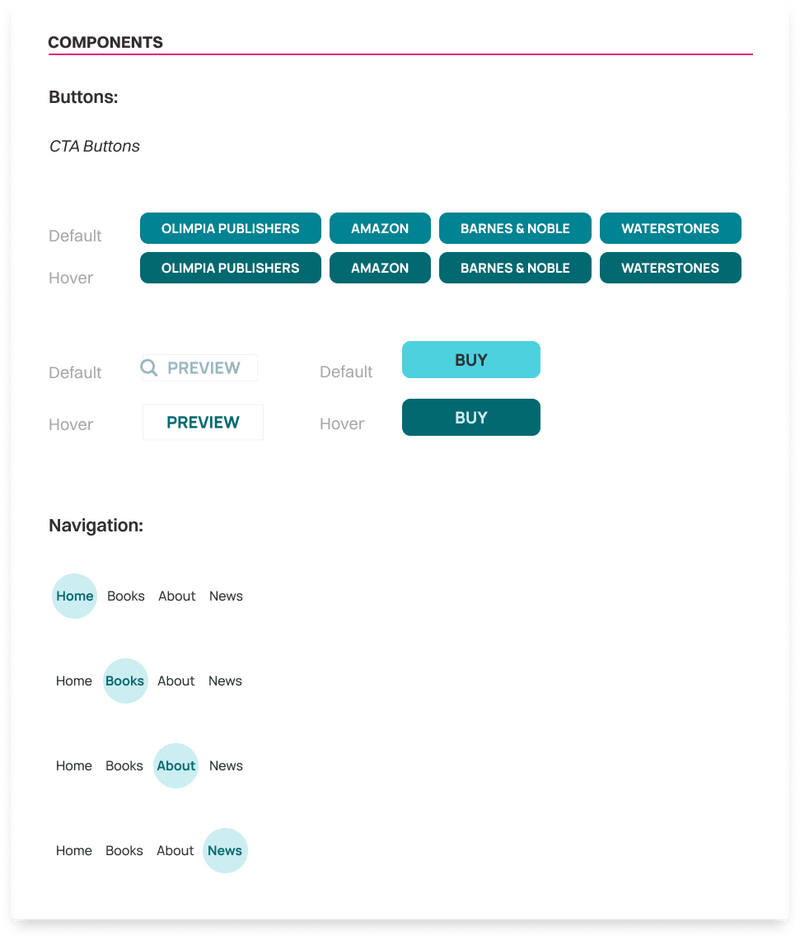 COMPONENTS
Buttons:
CTA Buttons
Default OLIMPIA PUBLISHERS AMAZON BARNES & NOBLE WATERSTONES
Hover OLIMPIA PUBLISHERS AMAZON BARNES & NOBLE WATERSTONES
Default PREVIEW Default BUY
Hover PREVIEW Hover BUY
Navigation:
Home Books About News
Home Books About News
Home Books About News
Home Books About News